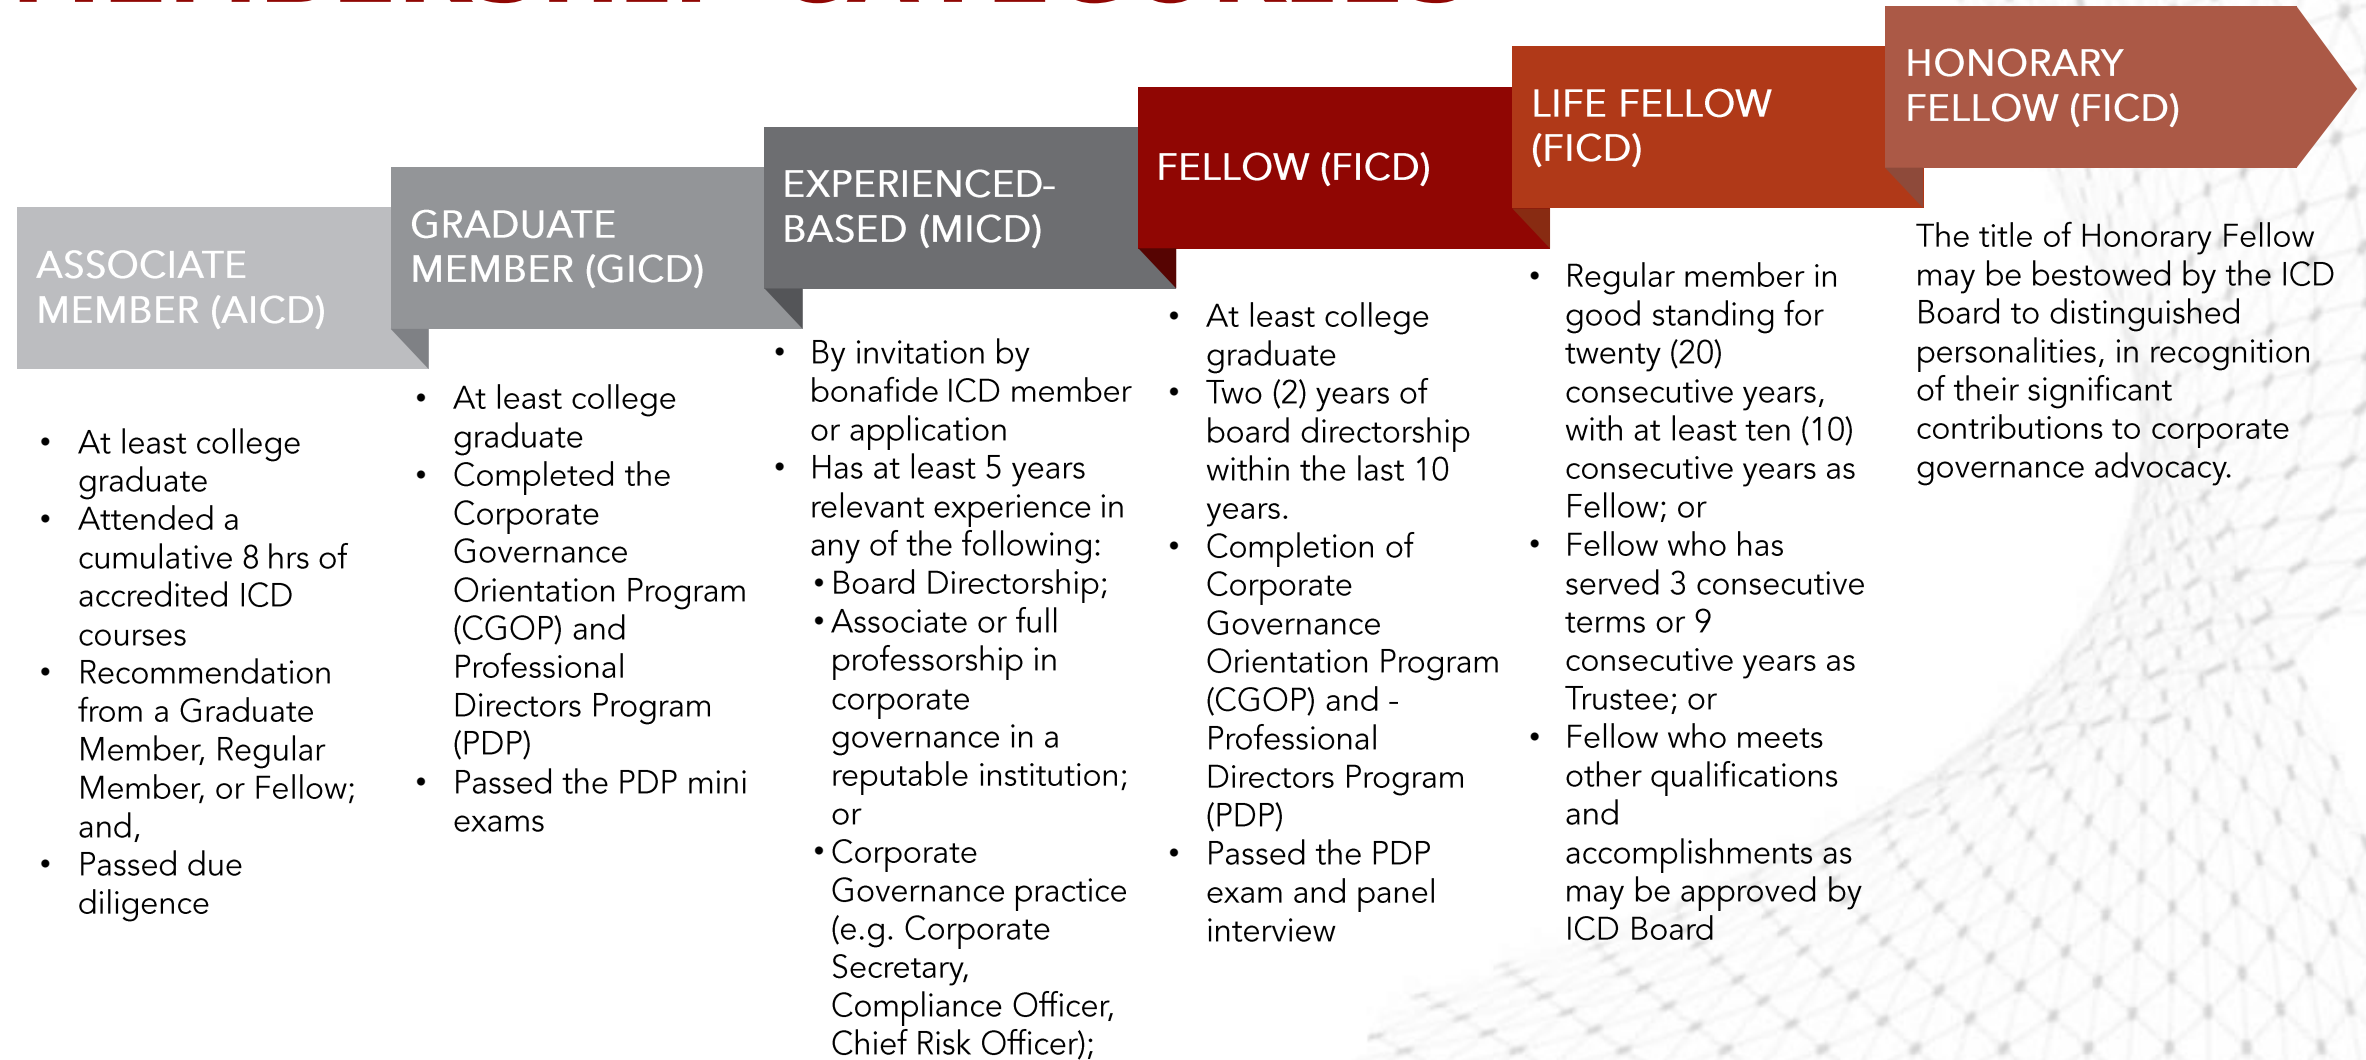 ASSOCIATE
MEMBER (AICD)
• At least college
graduate
• Attended a
cumulative 8 hrs of
accredited ICD
courses
• Recommendation
from a Graduate
Member, Regular
Member, or Fellow;
and,
• Passed due
diligence
GRADUATE
MEMBER (GICD)
• At least college
graduate
• Completed the
Corporate
Governance
Orientation Program
(CGOP) and
Professional
Directors Program
(PDP)
• Passed the PDP mini
exams
EXPERIENCED-
BASED (MICD)
• By invitation by
bonafide ICD member
or application
• Has at least 5 years
relevant experience in
any of the following:
• Board Directorship;
• Associate or full
professorship in
corporate
governance in a
reputable institution;
or
• Corporate
Governance practice
(e.g. Corporate
Secretary,
Compliance Officer,
Chief Risk Officer);
FELLOW (FICD)
• At least college
graduate
• Two (2) years of
board directorship
within the last 10
years.
• Completion of
Corporate
Governance
Orientation Program
(CGOP) and -
Professional
Directors Program
(PDP)
• Passed the PDP
exam and panel
interview
LIFE FELLOW
(FICD)
• Regular member in
good standing for
twenty (20)
consecutive years,
with at least ten (10)
consecutive years as
Fellow; or
• Fellow who has
served 3 consecutive
terms or 9
consecutive years as
Trustee; or
• Fellow who meets
other qualifications
and
accomplishments as
may be approved by
ICD Board
HONORARY
FELLOW (FICD)
The title of Honorary Fellow
may be bestowed by the ICD
Board to distinguished
personalities, in recognition
of their significant
contributions to corporate
governance advocacy.